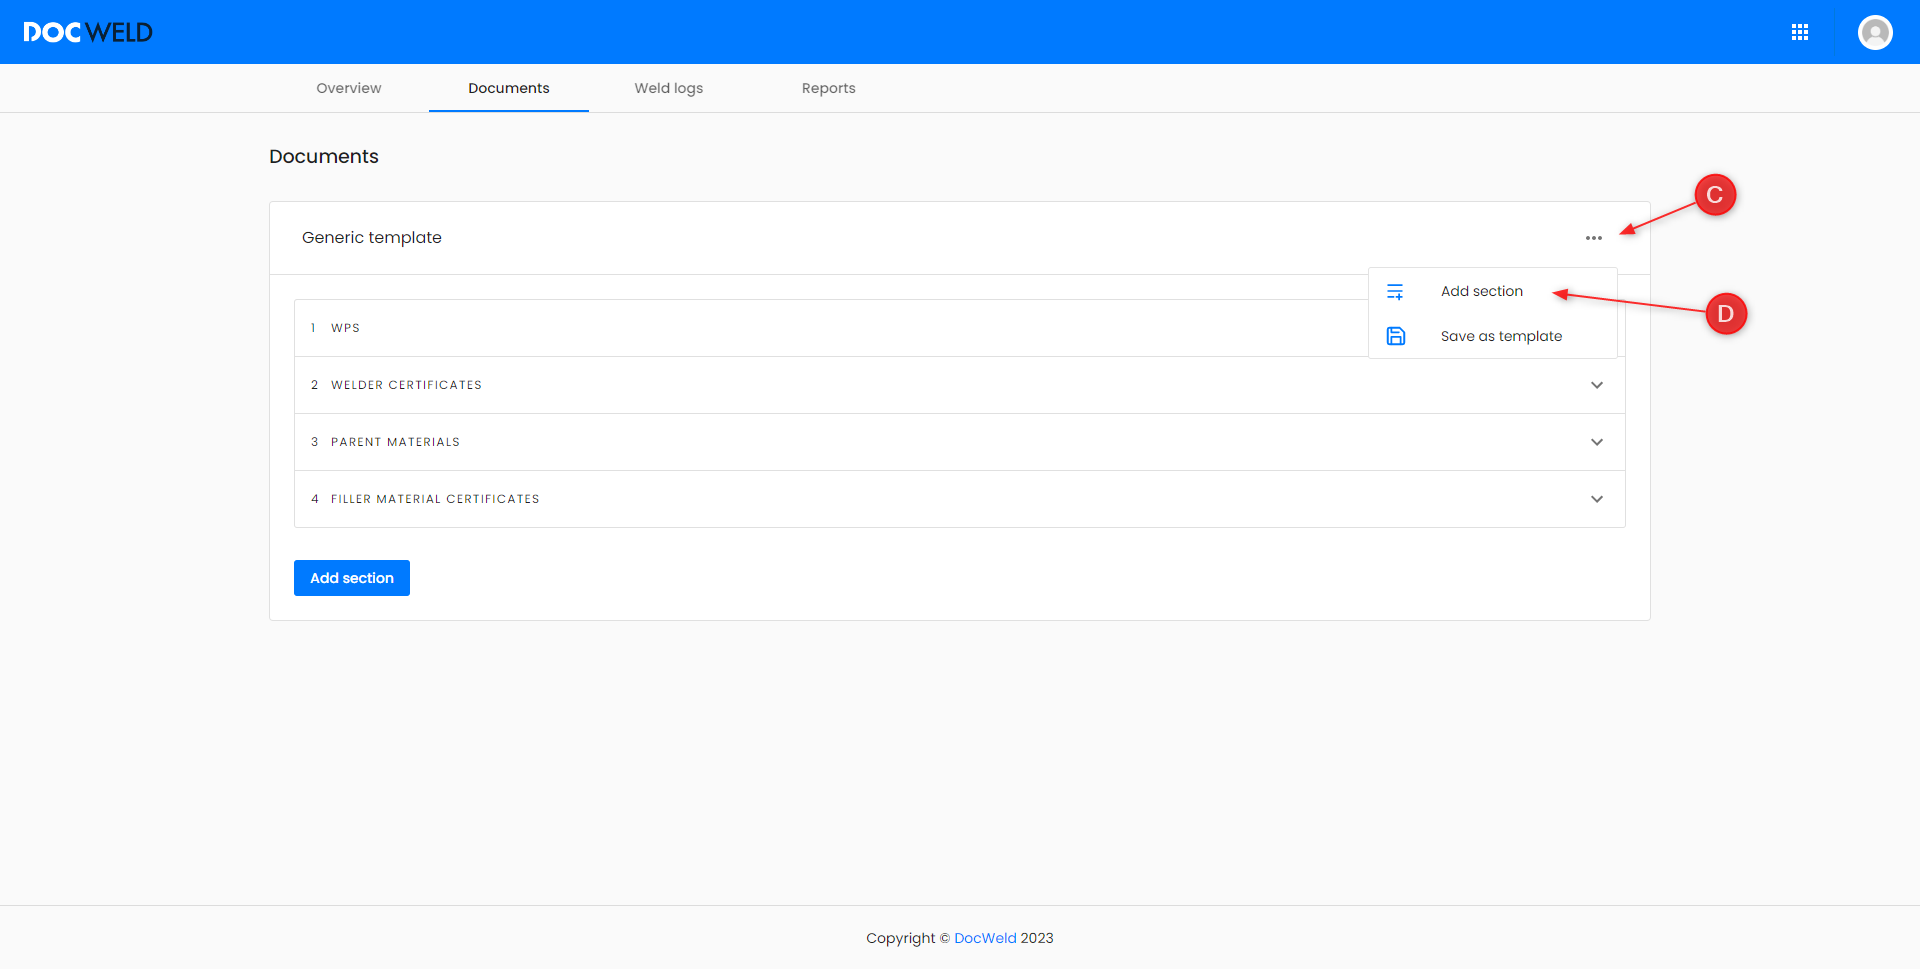 DOCWELD
Overview Documents Weld logs Reports
Documents
C
Generic template
Add section
D
1 WPS
Save as template
2 WELDER CERTIFICATES
3 PARENT MATERIALS
4 FILLER MATERIAL CERTIFICATES
Add section
Copyright © DocWeld 2023